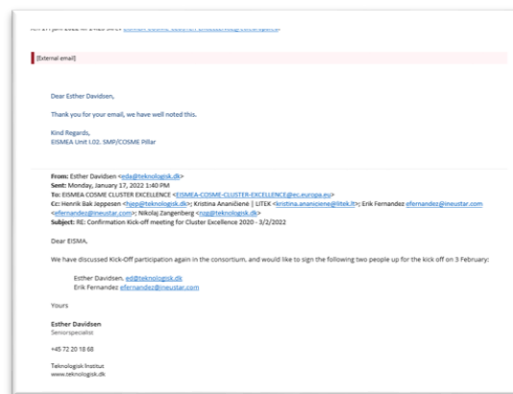 [External email]
Dear Esther Davidsen,
Thank you for your email, we have well noted this.
Kind Regards,
EISMEA Unit I.02. SMP/COSME Pillar
From: Esther Davidsen <eda@teknologisk.dk>
Sent: Monday, January 17, 2022 1:40 PM
To: EISMEA COSME CLUSTER EXCELLENCE <EISMEA-COSME-CLUSTER-EXCELLENCE@ec.europa.eu>
Cc: Henrik Bak Jeppesen <hjep@teknologisk.dk>; Kristina Ananičienė | LITEK <kristina.ananiciene@litek.lt>; Erik Fernandez efernandez@ineustar.com
<efernandez@ineustar.com>; Nikolaj Zangenberg <nzg@teknologisk.dk>
Subject: RE: Confirmation Kick-off meeting for Cluster Excellence 2020 - 3/2/2022
Dear EISMA,
We have discussed Kick-Off participation again in the consortium, and would like to sign the following two people up for the kick off on 3 February:
Esther Davidsen, ed@teknologisk.dk
Erik Fernandez efernandez@ineustar.com
Yours
Esther Davidsen
Seniorspecialist
+45 72 20 18 68
Teknologisk Institut
www.teknologisk.dk